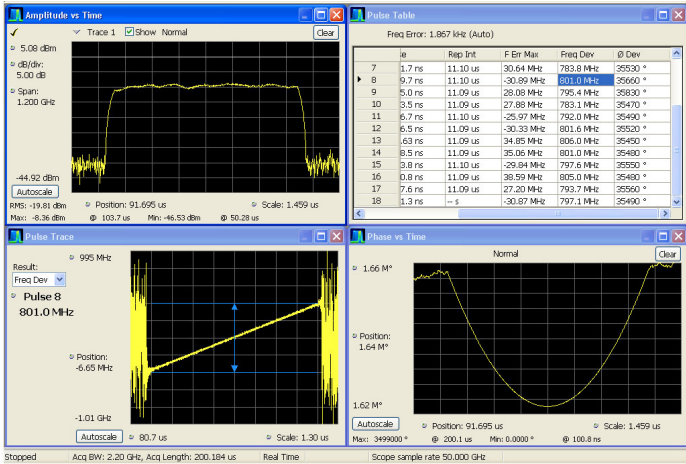 Amplitude vs Time
Trace 1 Show Normal Clear
5.08 dBm
dB/div:
5.00 dB
Span:
1.200 GHz
-44.92 dBm
Autoscale
Position: 91.695 us Scale: 1.459 us
RMS: -19.81 dBm
Max: -8.36 dBm @ 103.7 us Min: -46.53 dBm @ 50.28 us
Pulse Table
Freq Error: 1.867 kHz (Auto)
se Rep Int F Err Max Freq Dev Ø Dev
7 1.7 ns 11.10 us 30.64 MHz 783.8 MHz 35530 °
8 9.7 ns 11.10 us -30.89 MHz 801.0 MHz 35660 °
9 5.0 ns 11.09 us 28.08 MHz 795.4 MHz 35830 °
10 3.5 ns 11.09 us 27.88 MHz 783.1 MHz 35470 °
11 6.7 ns 11.10 us -25.97 MHz 792.0 MHz 35490 °
12 6.5 ns 11.09 us -30.33 MHz 801.6 MHz 35520 °
13 .63 ns 11.09 us 34.85 MHz 806.0 MHz 35450 °
14 8.5 ns 11.10 us 35.06 MHz 801.0 MHz 35480 °
15 3.8 ns 11.10 us -29.84 MHz 797.6 MHz 35550 °
16 0.8 ns 11.09 us 38.59 MHz 805.0 MHz 35480 °
17 7.6 ns 11.09 us 27.20 MHz 793.7 MHz 35560 °
18 1.3 ns -- s -30.87 MHz 797.1 MHz 35490 °
Pulse Trace
Result:
Freq Dev
Pulse 8
801.0 MHz
995 MHz
Position:
-6.65 MHz
-1.01 GHz
Autoscale 80.7 us Scale: 1.30 us
Phase vs Time
Normal Clear
1.66 M°
Position:
1.64 M°
1.62 M°
Autoscale Position: 91.695 us Scale: 1.459 us
Max: 3499000 ° @ 200.1 us Min: 0.0000 ° @ 100.8 ns
Stopped Acq BW: 2.20 GHz, Acq Length: 200.184 us Real Time Scope sample rate 50.000 GHz